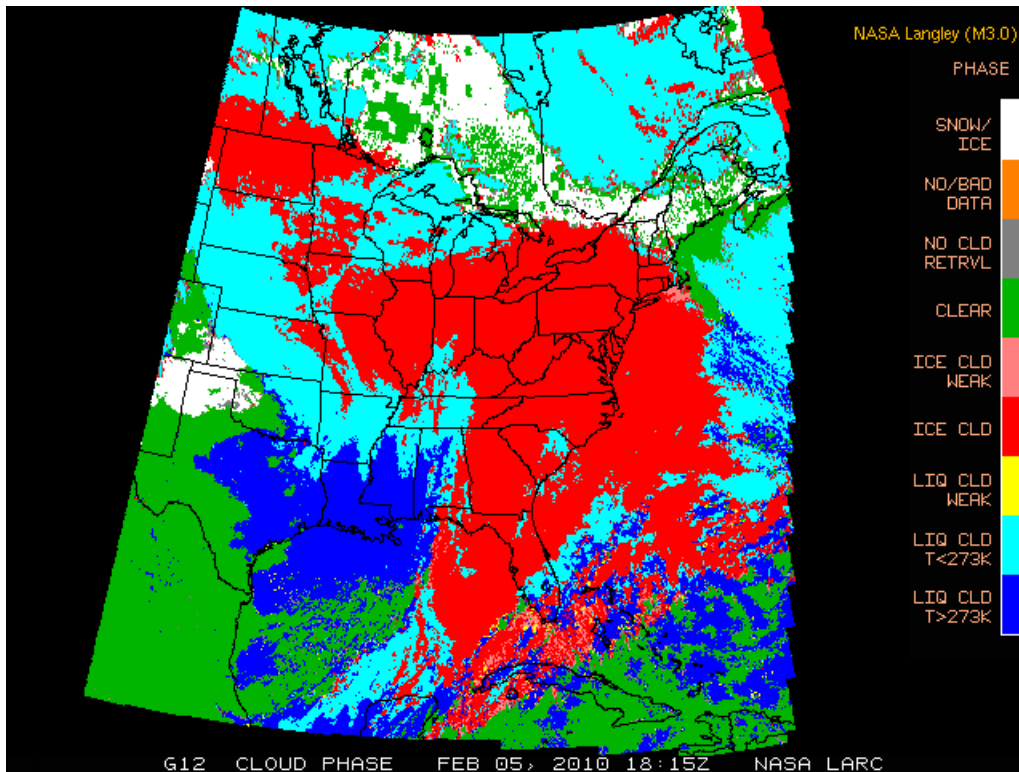 NASA Langley (M3.0)
PHASE
SNOW/
ICE
NO/BAD
DATA
NO CLD
RETRVL
CLEAR
ICE CLD
WEAK
ICE CLD
LIQ CLD
WEAK
LIQ CLD
T<273K
LIQ CLD
T>273K
G12 CLOUD PHASE FEB 05, 2010 18:15Z NASA LARC